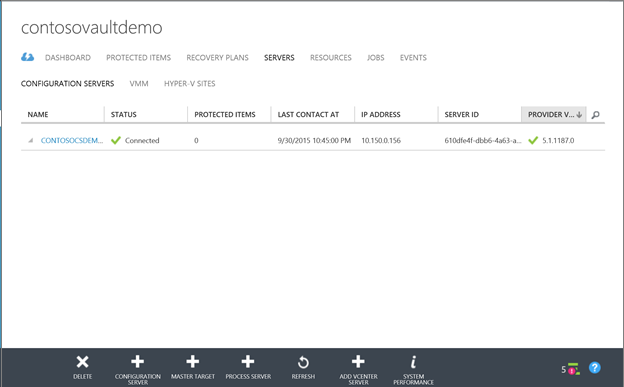 contosovaultdemo
DASHBOARD PROTECTED ITEMS RECOVERY PLANS SERVERS RESOURCES JOBS EVENTS
CONFIGURATION SERVERS VMM HYPER-V SITES
NAME STATUS PROTECTED ITEMS LAST CONTACT AT IP ADDRESS SERVER ID PROVIDER V...
CONTOSOCSDEM... Connected 0 9/30/2015 10:45:00 PM 10.150.0.156 610dfe4f-dbb6-4a63-a... 5.1.1187.0
DELETE CONFIGURATION SERVER MASTER TARGET PROCESS SERVER REFRESH ADD VCENTER SERVER SYSTEM PERFORMANCE
5 1 ?